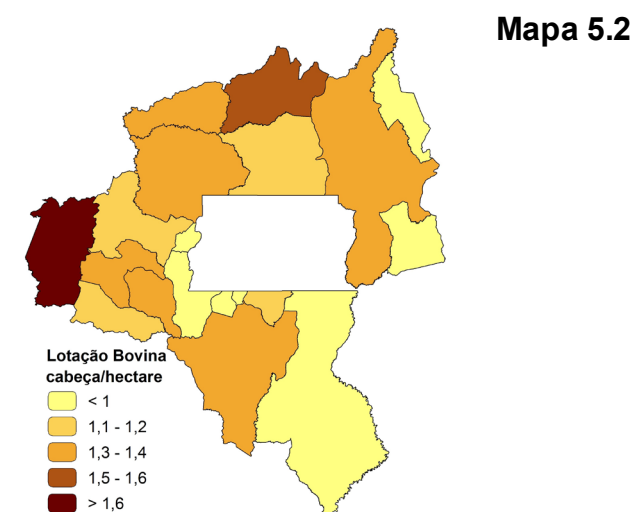 Mapa 5.2
Lotação Bovina
cabeça/hectare
< 1
1,1 - 1,2
1,3 - 1,4
1,5 - 1,6
> 1,6